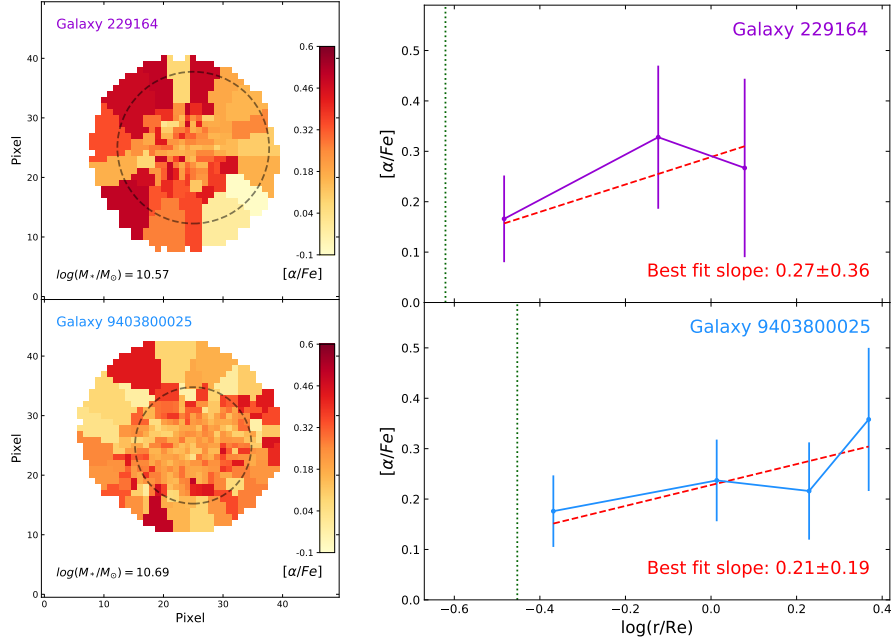 Galaxy 229164
40
30
20
10
0
Pixel
0.6
0.46
0.32
0.18
0.04
-0.1
log(M*/M⊙) = 10.57
[α/Fe]
Galaxy 9403800025
40
30
20
10
0
Pixel
0.6
0.46
0.32
0.18
0.04
-0.1
log(M*/M⊙) = 10.69
[α/Fe]
0 10 20 30 40
Pixel
Galaxy 229164
0.5
0.4
0.3
0.2
0.1
0.0
[α/Fe]
Best fit slope: 0.27±0.36
Galaxy 9403800025
0.5
0.4
0.3
0.2
0.1
0.0
[α/Fe]
Best fit slope: 0.21±0.19
−0.6 −0.4 −0.2 0.0 0.2 0.4
log(r/Re)